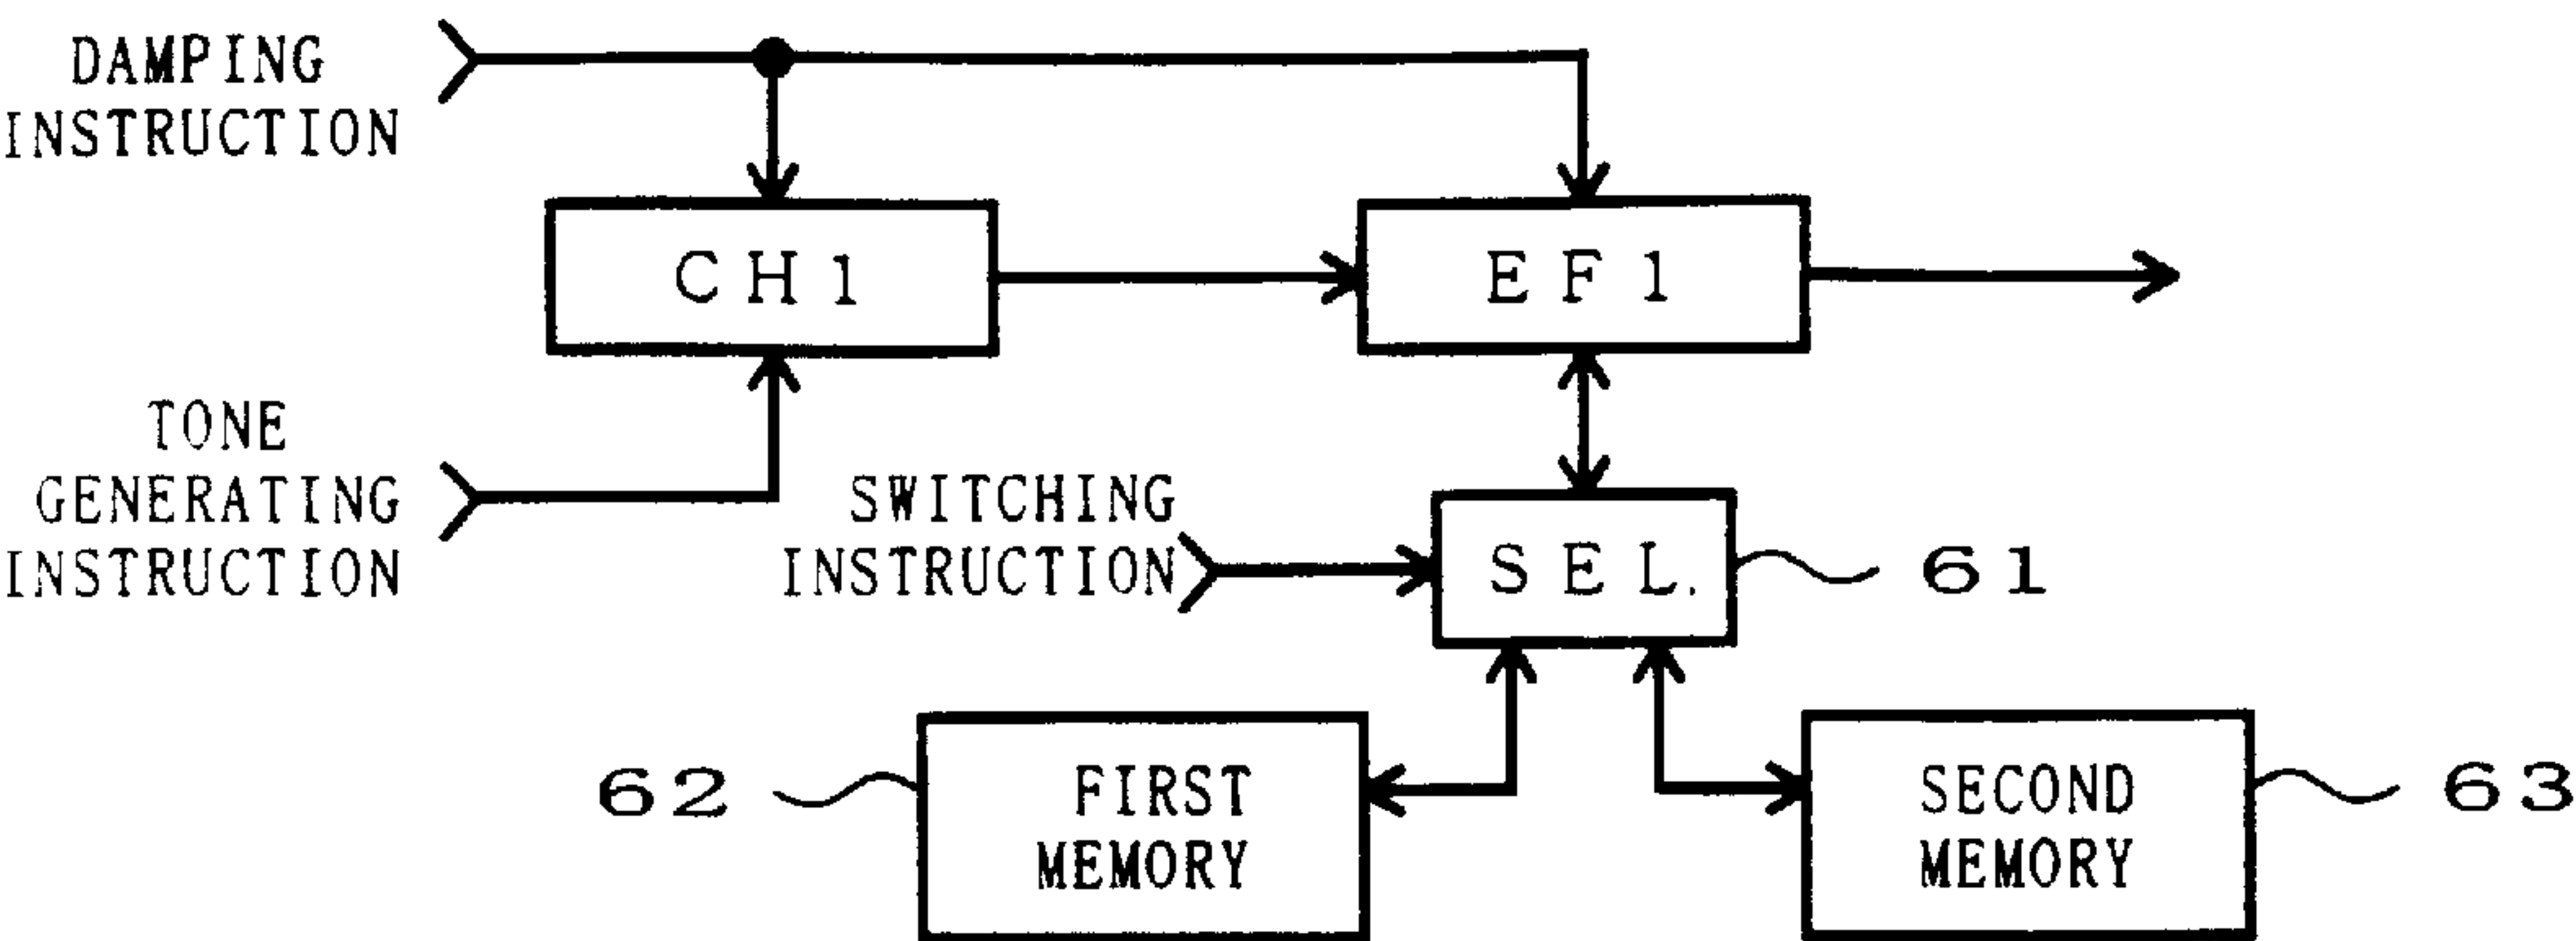 DAMPING
INSTRUCTION
CH1
EF1
TONE
GENERATING
INSTRUCTION
SWITCHING
INSTRUCTION
SEL.
61
62
FIRST
MEMORY
SECOND
MEMORY
63